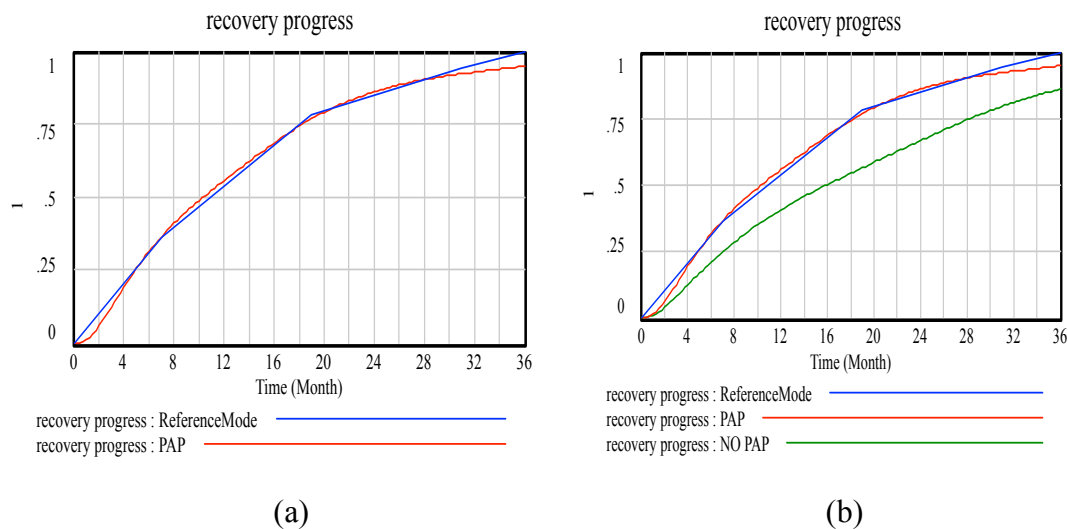 recovery progress
1
.75
.5
.25
0
1
0 4 8 12 16 20 24 28 32 36
Time (Month)
recovery progress : ReferenceMode
recovery progress : PAP
(a)
recovery progress
1
.75
.5
.25
0
1
0 4 8 12 16 20 24 28 32 36
Time (Month)
recovery progress : ReferenceMode
recovery progress : PAP
recovery progress : NO PAP
(b)